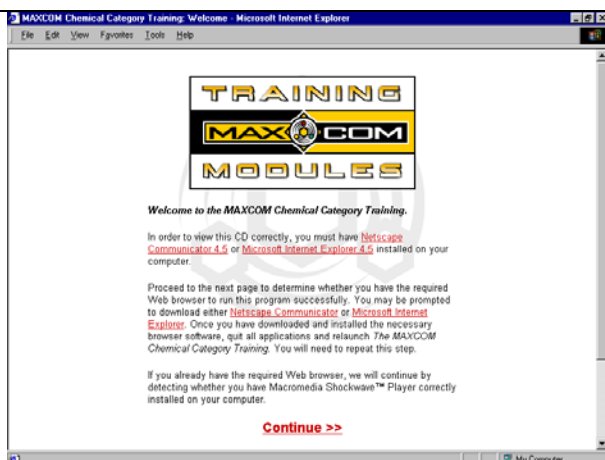 MAXCOM Chemical Category Training: Welcome - Microsoft Internet Explorer
File Edit View Favorites Tools Help
TRAINING
MAXCOM
MODULES
Welcome to the MAXCOM Chemical Category Training.
In order to view this CD correctly, you must have Netscape
Communicator 4.5 or Microsoft Internet Explorer 4.5 installed on your
computer.
Proceed to the next page to determine whether you have the required
Web browser to run this program successfully. You may be prompted
to download either Netscape Communicator or Microsoft Internet
Explorer. Once you have downloaded and installed the necessary
browser software, quit all applications and relaunch The MAXCOM
Chemical Category Training. You will need to repeat this step.
If you already have the required Web browser, we will continue by
detecting whether you have Macromedia Shockwave™ Player correctly
installed on your computer.
Continue >>
My Computer